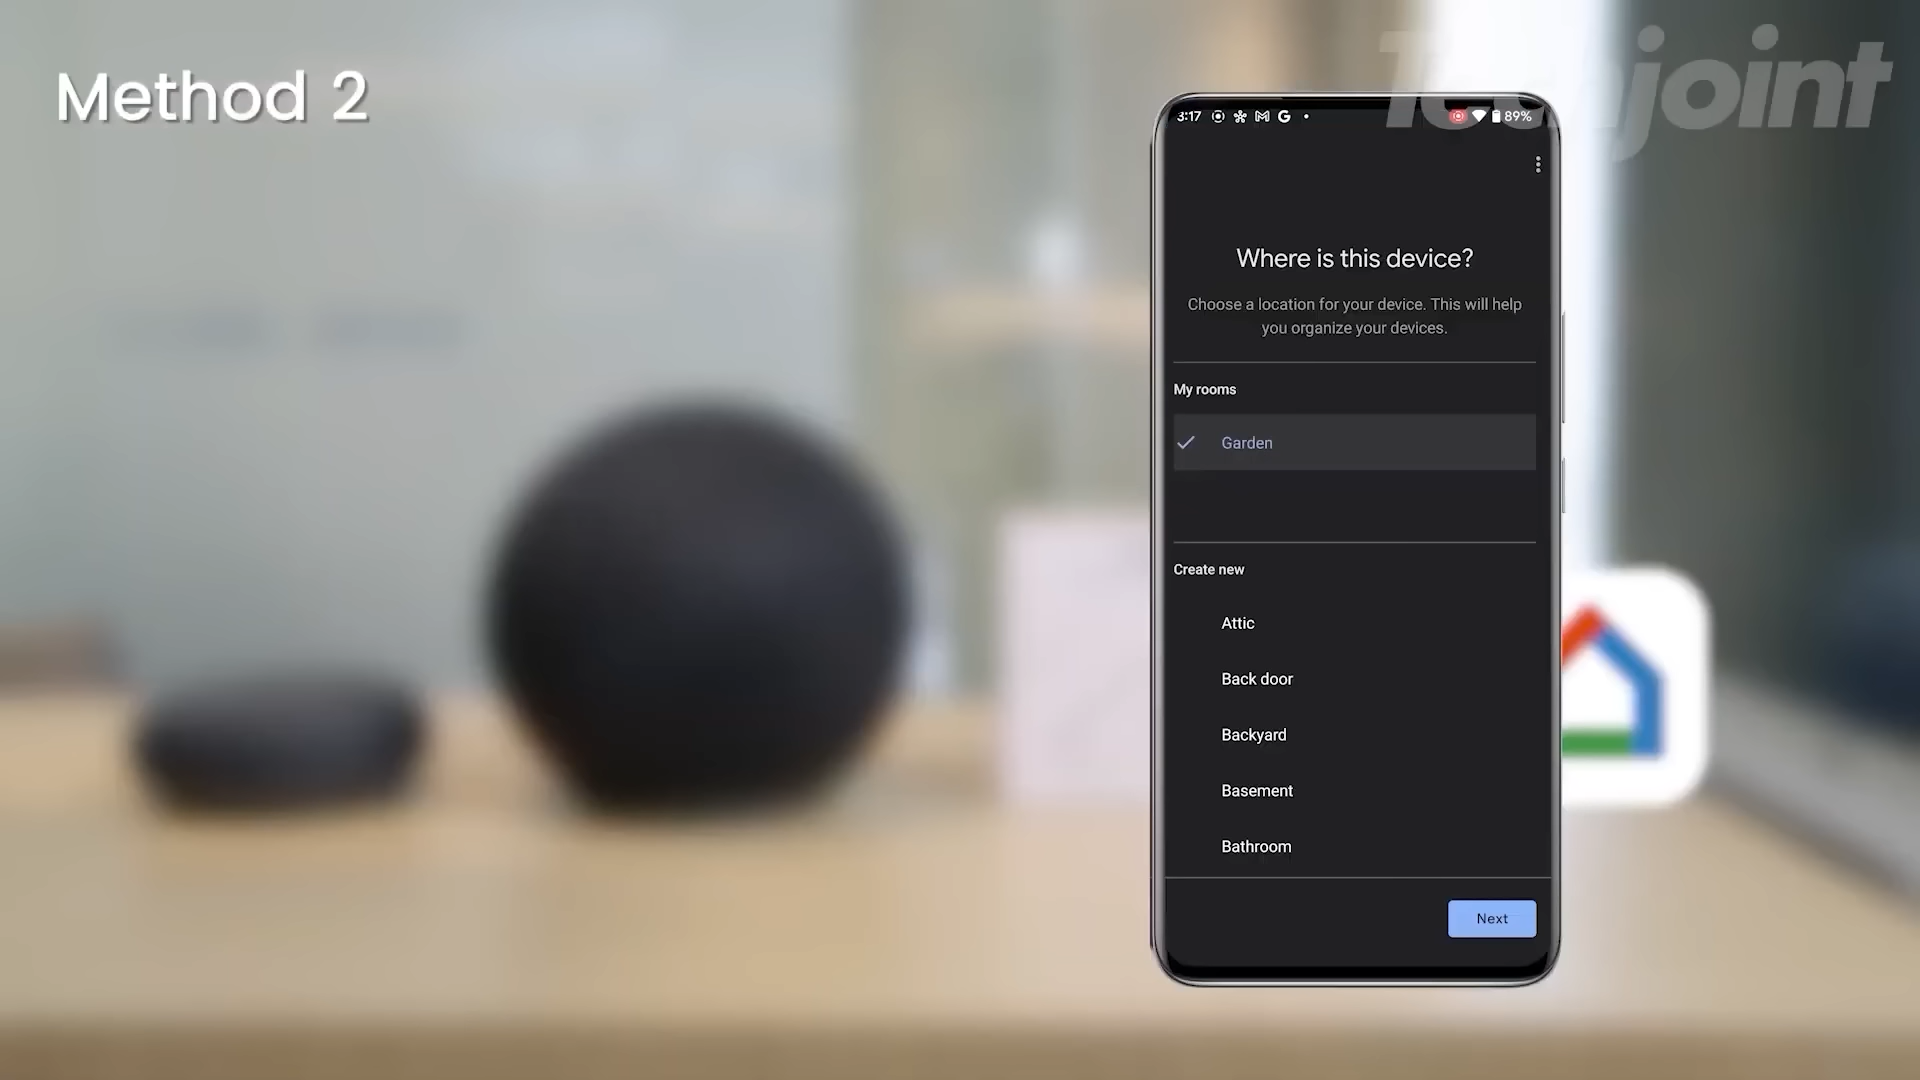 Method 2
Techjoint
3:17
89%
Where is this device?
Choose a location for your device. This will help
you organize your devices.
My rooms
Garden
Create new
Attic
Back door
Backyard
Basement
Bathroom
Next